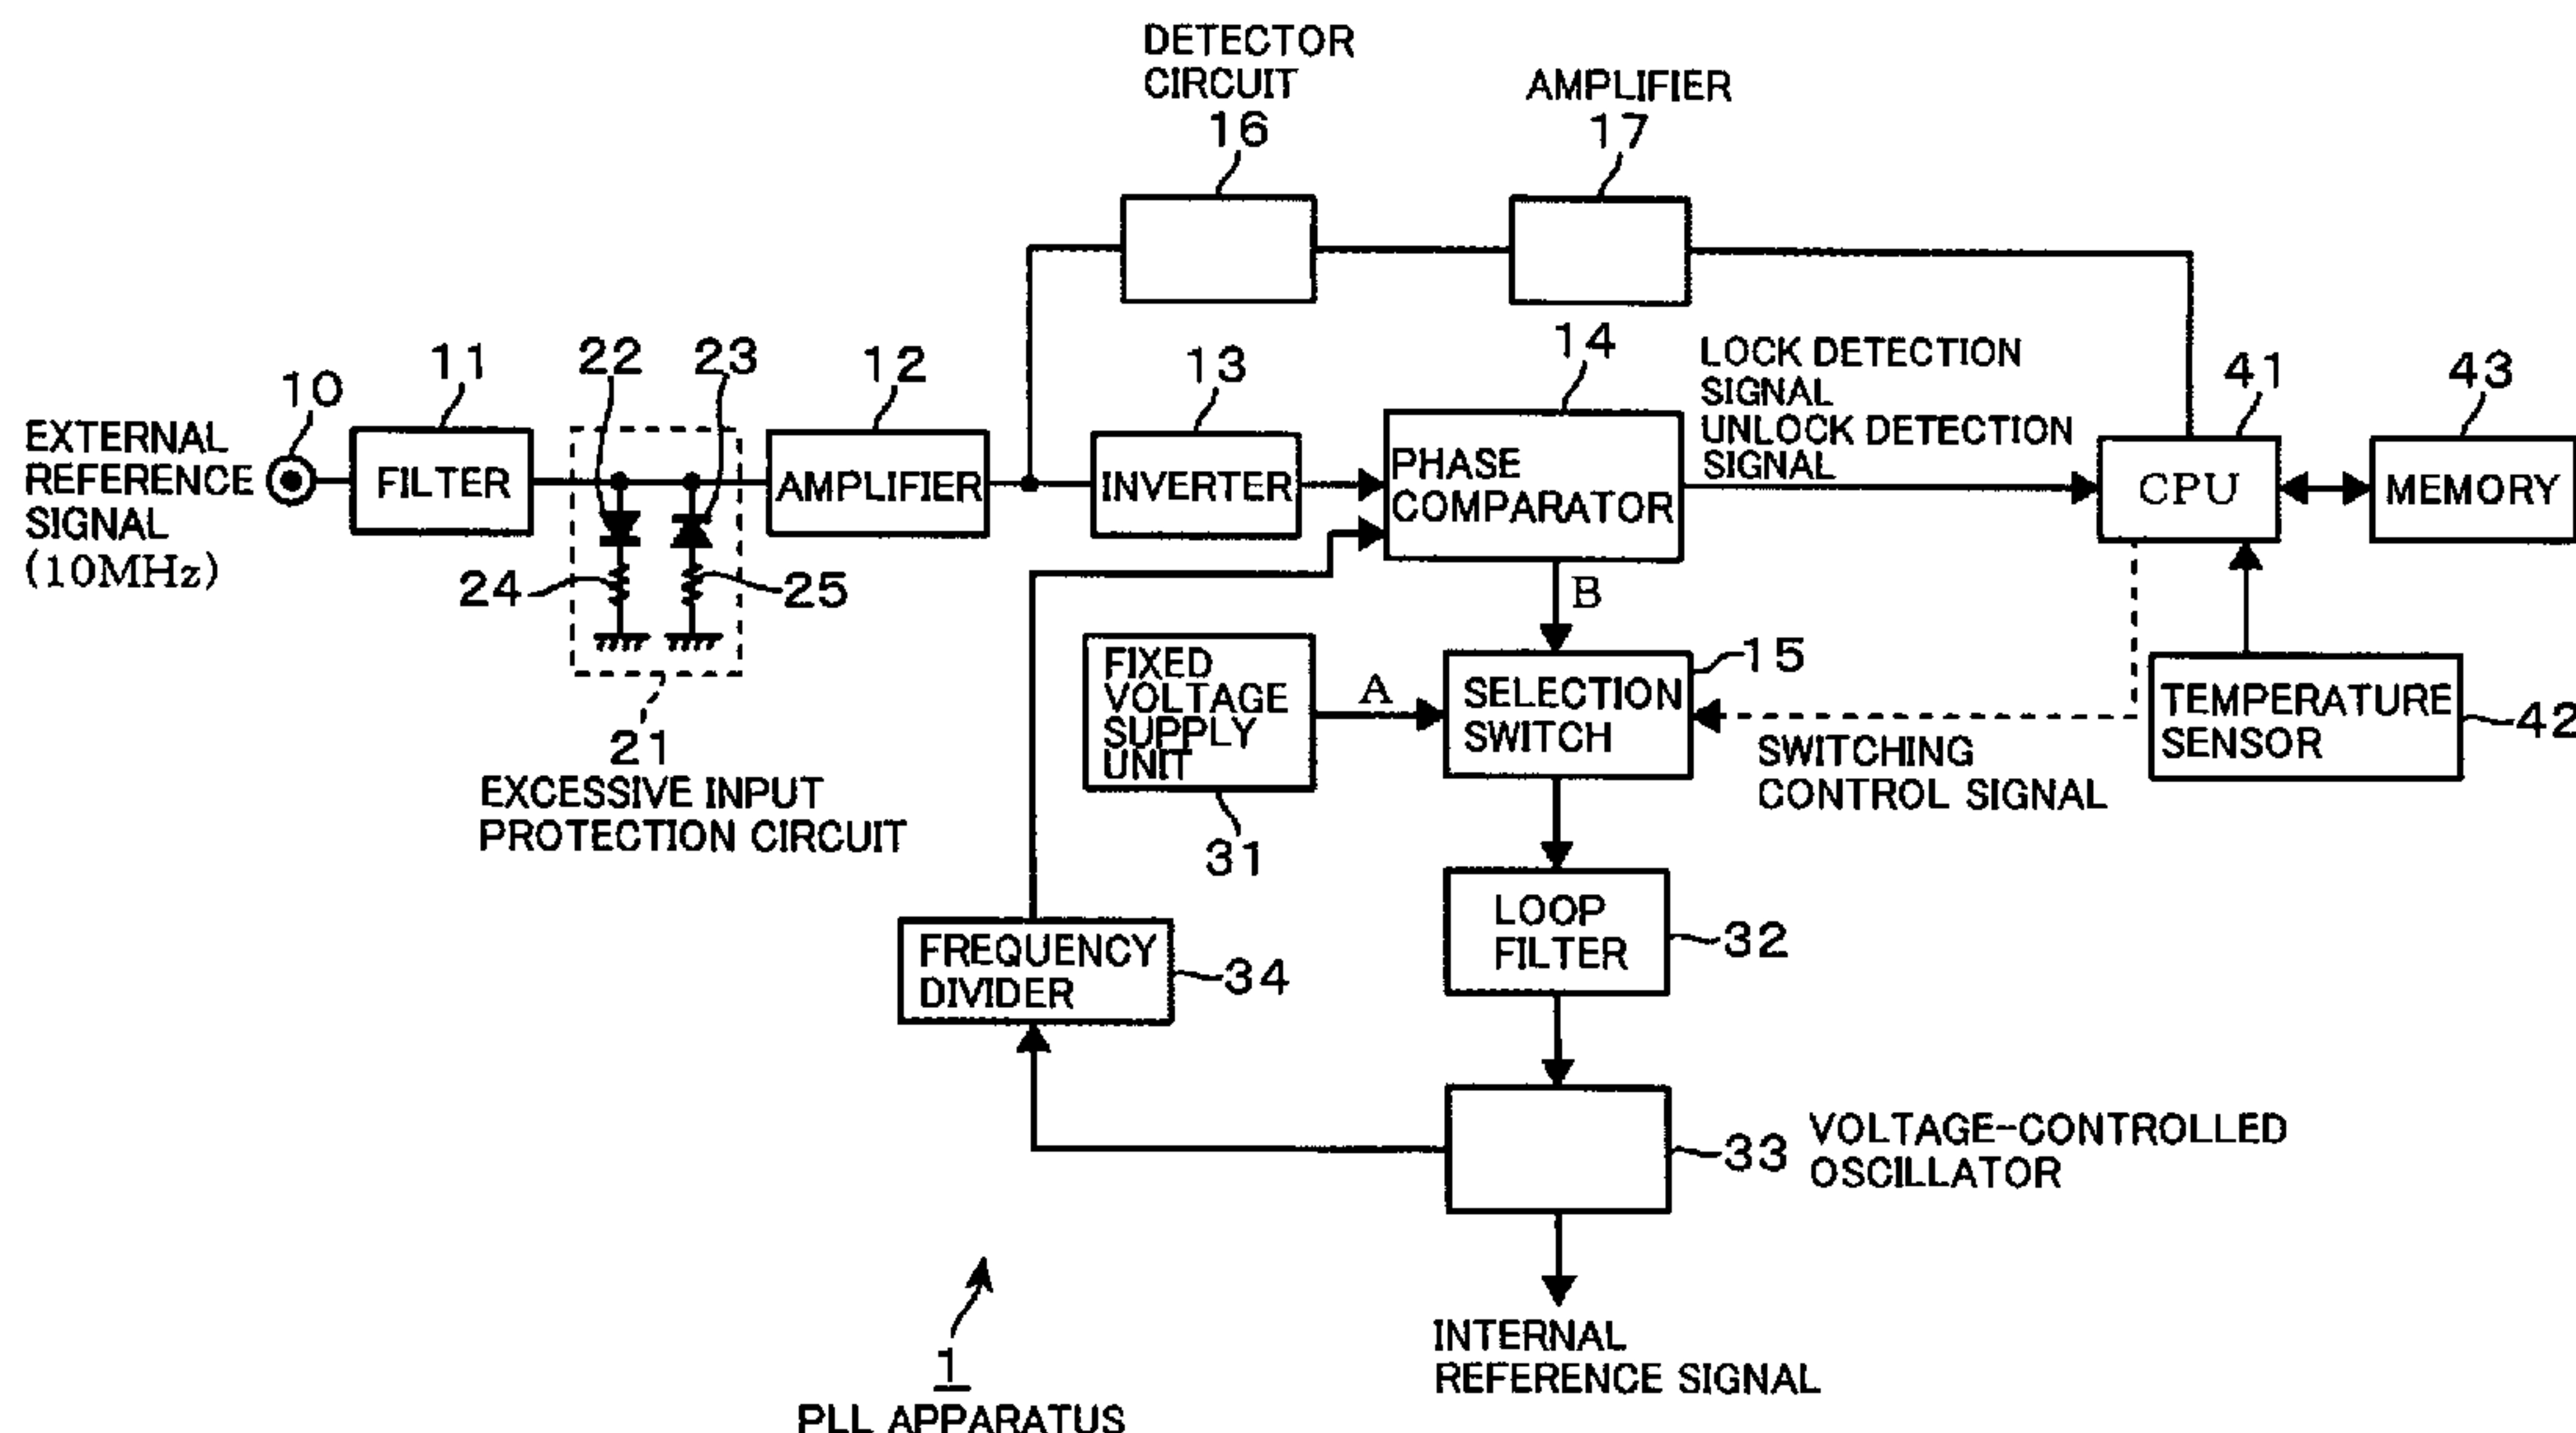 DETECTOR
CIRCUIT
16
AMPLIFIER
17
EXTERNAL
REFERENCE
SIGNAL
(10MHz)
10
11
FILTER
22
23
24
25
21
EXCESSIVE INPUT
PROTECTION CIRCUIT
12
AMPLIFIER
13
INVERTER
14
PHASE
COMPARATOR
LOCK DETECTION
SIGNAL
UNLOCK DETECTION
SIGNAL
41
CPU
43
MEMORY
B
FIXED
VOLTAGE
SUPPLY
UNIT
31
A
15
SELECTION
SWITCH
SWITCHING
CONTROL SIGNAL
TEMPERATURE
SENSOR
42
LOOP
FILTER
32
FREQUENCY
DIVIDER
34
33
VOLTAGE-CONTROLLED
OSCILLATOR
INTERNAL
REFERENCE SIGNAL
1
PLL APPARATUS